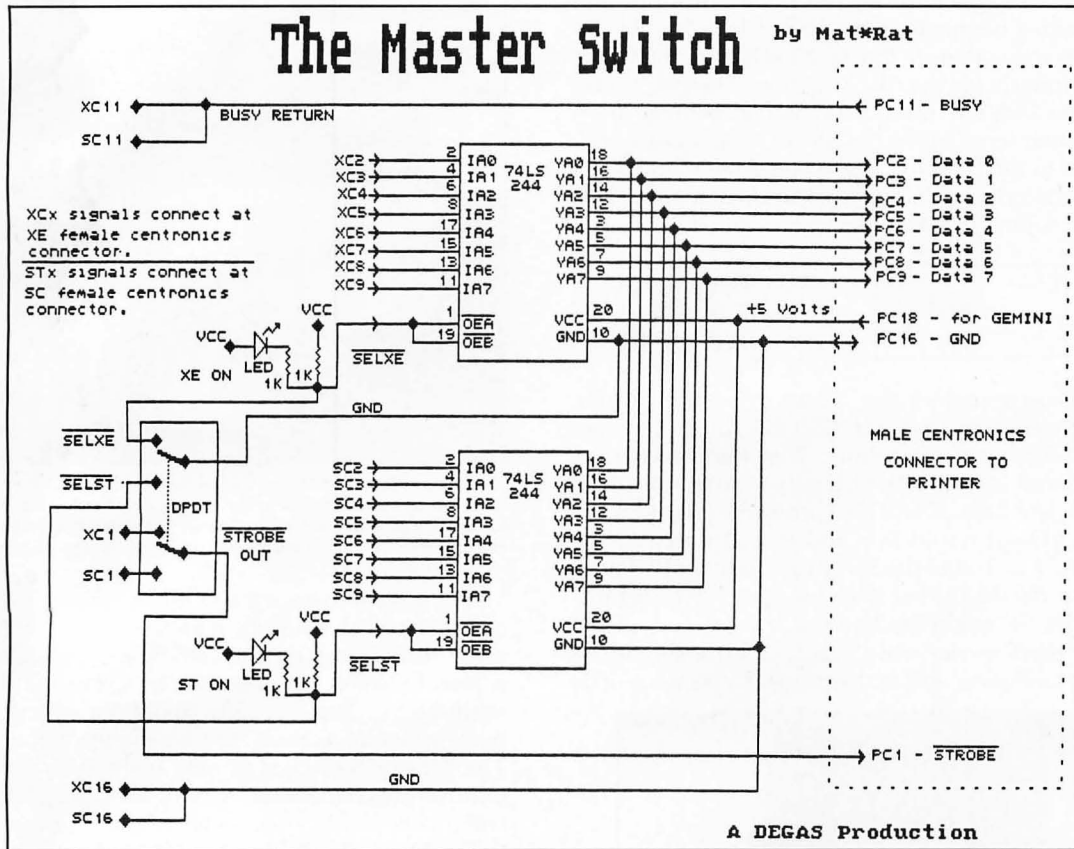 The Master Switch
by Mat*Rat
XC11
SC11
BUSY RETURN
PC11 - BUSY
XCx signals connect at
XE female centronics
connector.
STx signals connect at
SC female centronics
connector.
XC2
XC3
XC4
XC5
XC6
XC7
XC8
XC9
2
4
6
8
17
15
13
11
1
19
IA0
IA1
IA2
IA3
IA4
IA5
IA6
IA7
OEA
OEB
74LS
244
YA0
YA1
YA2
YA3
YA4
YA5
YA6
YA7
VCC
GND
18
16
14
12
3
5
7
9
20
10
PC2 - Data 0
PC3 - Data 1
PC4 - Data 2
PC5 - Data 3
PC6 - Data 4
PC7 - Data 5
PC8 - Data 6
PC9 - Data 7
+5 Volts
PC18 - for GEMINI
PC16 - GND
VCC
VCC
LED
XE ON
1K
1K
SELXE
GND
SELXE
SELST
DPDT
XC1
SC1
STROBE
OUT
SC2
SC3
SC4
SC5
SC6
SC7
SC8
SC9
2
4
6
8
17
15
13
11
1
19
IA0
IA1
IA2
IA3
IA4
IA5
IA6
IA7
OEA
OEB
74LS
244
YA0
YA1
YA2
YA3
YA4
YA5
YA6
YA7
VCC
GND
18
16
14
12
3
5
7
9
20
10
MALE CENTRONICS
CONNECTOR TO
PRINTER
VCC
VCC
LED
ST ON
1K
1K
SELST
PC1 - STROBE
XC16
SC16
GND
A DEGAS Production